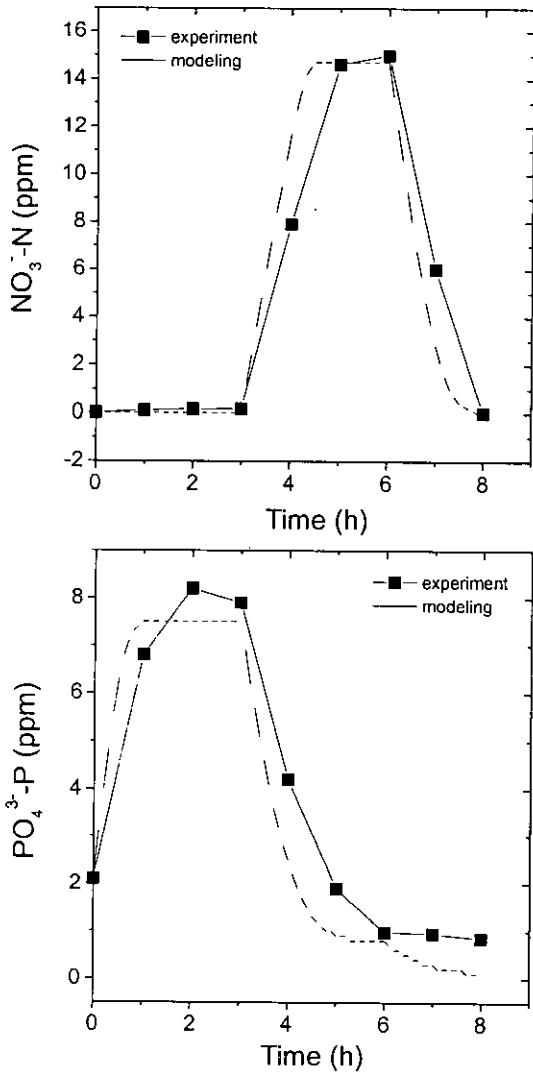 16
14
12
10
8
6
4
2
0
-2
NO₃⁻-N (ppm)
experiment
modeling
0 2 4 6 8
Time (h)
8
6
4
2
0
PO₄³⁻-P (ppm)
experiment
modeling
0 2 4 6 8
Time (h)